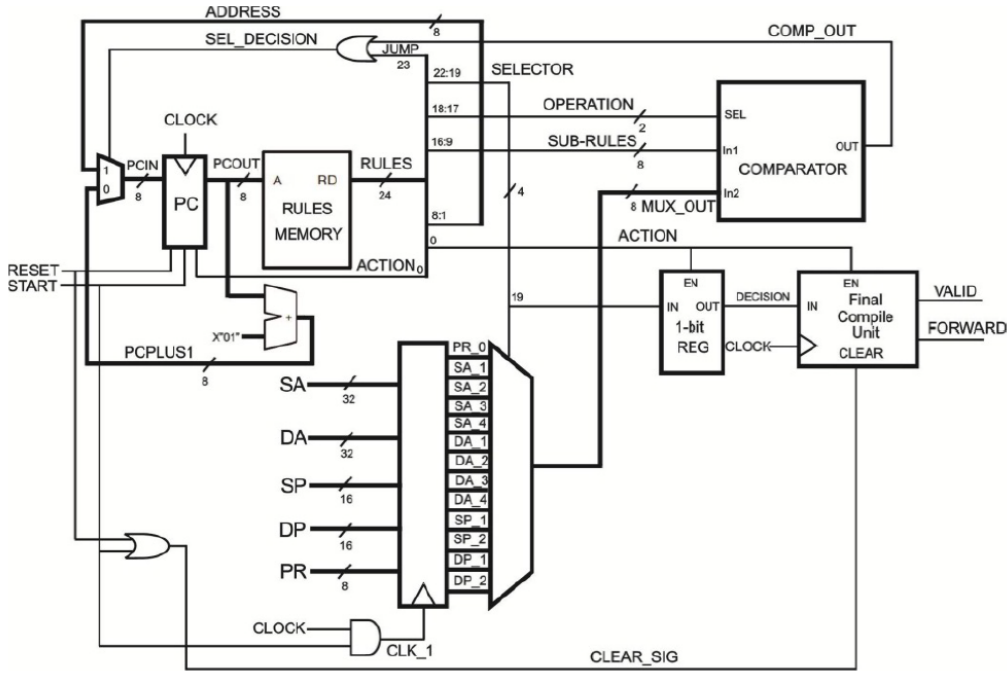 ADDRESS
8
SEL_DECISION
COMP_OUT
JUMP
23
22:19
SELECTOR
18:17
OPERATION
2
SEL
CLOCK
16:9
SUB-RULES
8
In1
OUT
COMPARATOR
1
0
PCIN
8
PC
PCOUT
8
A
RD
RULES
MEMORY
RULES
24
4
In2
8
MUX_OUT
8:1
0
ACTION
ACTION
0
RESET
START
EN
EN
19
IN
OUT
DECISION
IN
Final
Compile
Unit
VALID
FORWARD
1-bit
REG
CLOCK
CLEAR
X"01"
+
PCPLUS1
8
PR_0
SA_1
SA
32
SA_2
SA_3
SA_4
DA
32
DA_1
DA_2
DA_3
SP
16
DA_4
SP_1
DP
16
SP_2
DP_1
PR
8
DP_2
CLOCK
CLK_1
CLEAR_SIG